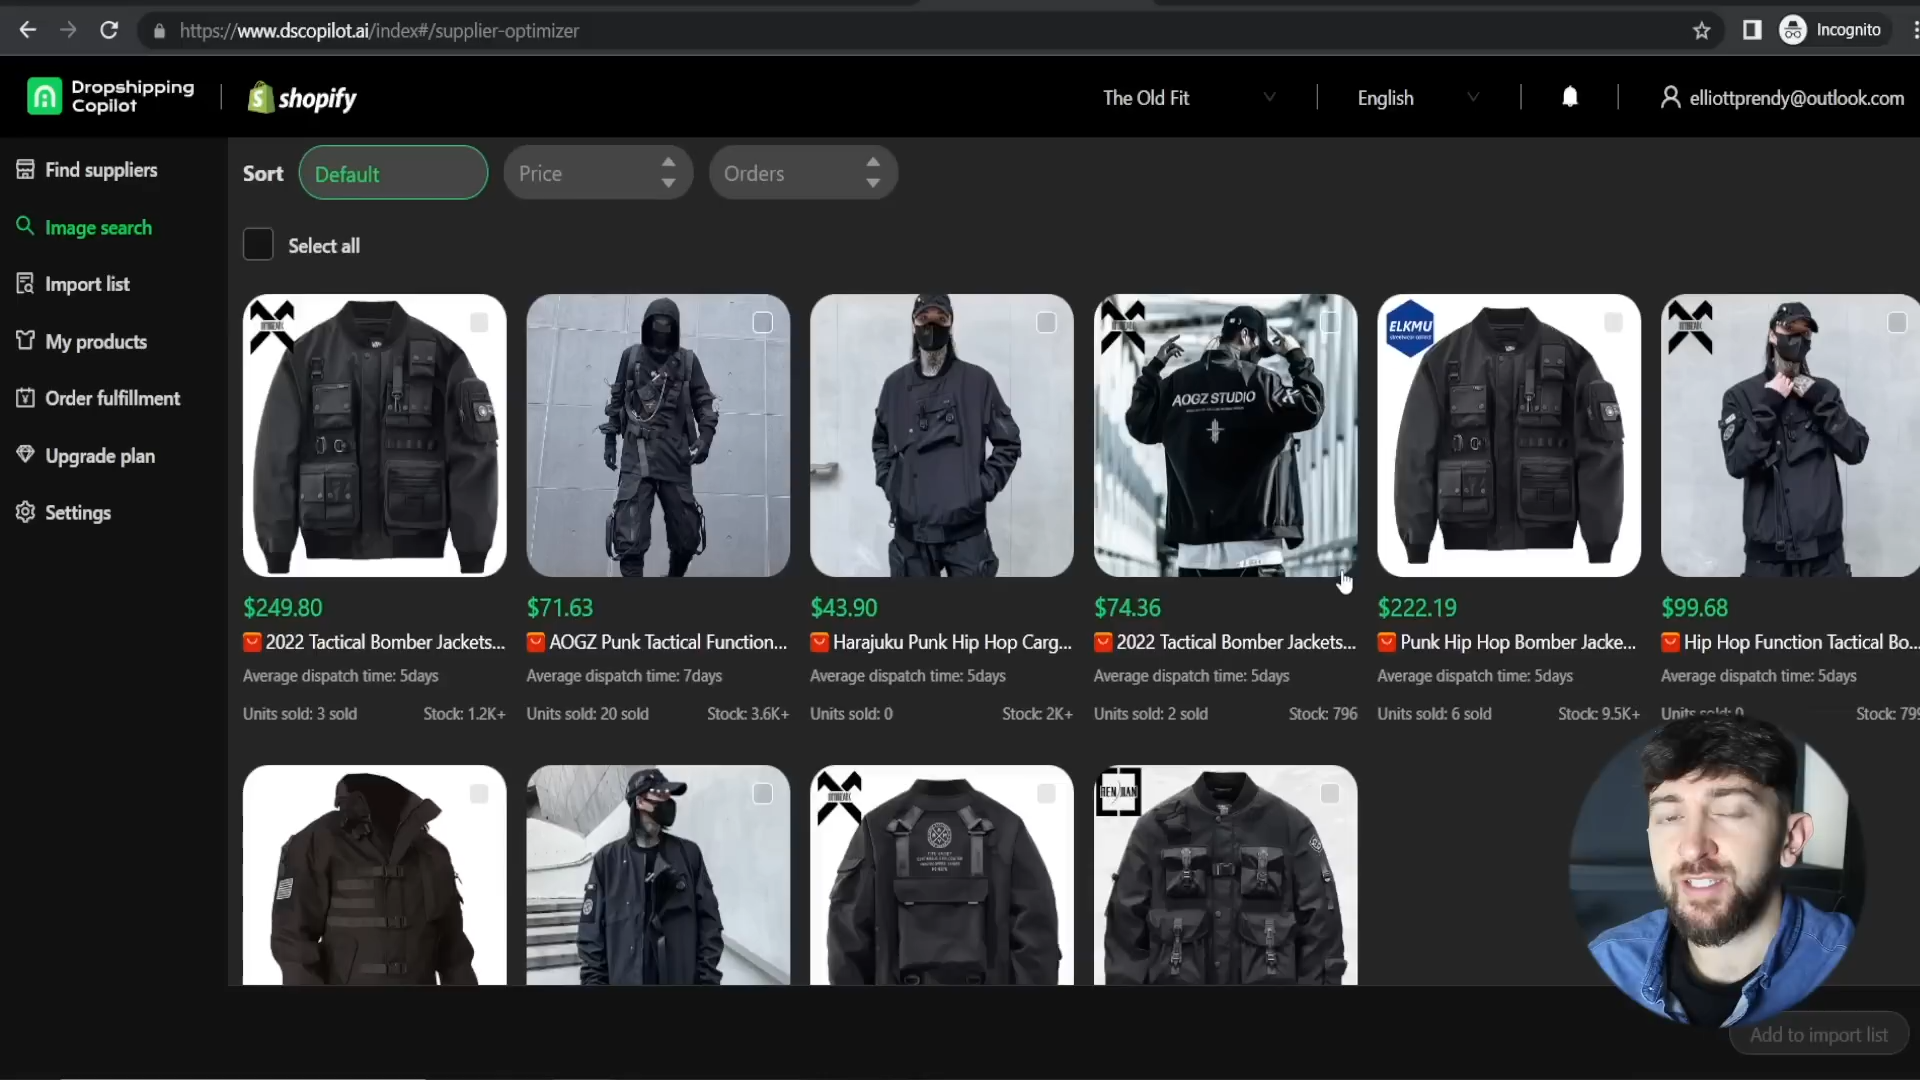 https://www.dscopilot.ai/index#/supplier-optimizer
Incognito
Dropshipping
Copilot
shopify
The Old Fit
English
elliottprendy@outlook.com
Find suppliers
Image search
Import list
My products
Order fulfillment
Upgrade plan
Settings
Sort
Default
Price
Orders
Select all
AOGZ STUDIO
ELKMU
$249.80
$71.63
$43.90
$74.36
$222.19
$99.68
2022 Tactical Bomber Jackets...
AOGZ Punk Tactical Function...
Harajuku Punk Hip Hop Carg...
2022 Tactical Bomber Jackets...
Punk Hip Hop Bomber Jacke...
Hip Hop Function Tactical Bo...
Average dispatch time: 5days
Average dispatch time: 7days
Average dispatch time: 5days
Average dispatch time: 5days
Average dispatch time: 5days
Average dispatch time: 5days
Units sold: 3 sold
Stock: 1.2K+
Units sold: 20 sold
Stock: 3.6K+
Units sold: 0
Stock: 2K+
Units sold: 2 sold
Stock: 796
Units sold: 6 sold
Stock: 9.5K+
Units sold: 0
Stock: 799
Add to import list